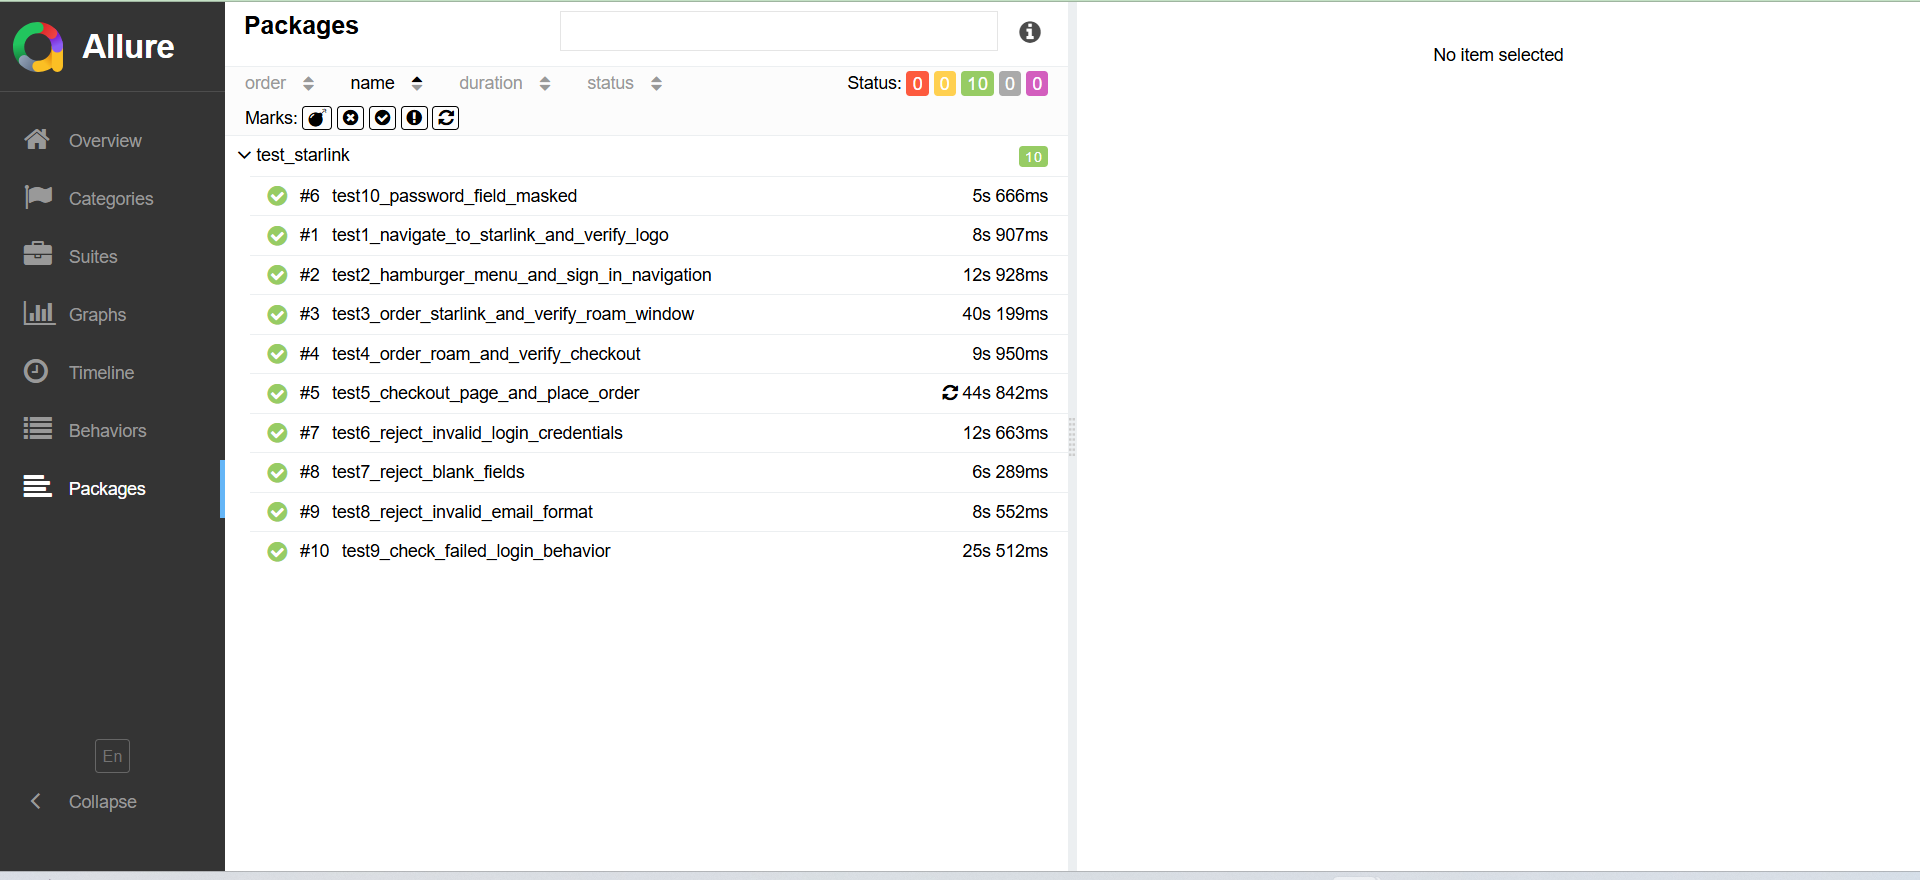 Allure
Overview
Categories
Suites
Graphs
Timeline
Behaviors
Packages
En
Collapse
Packages
order name duration status Status: 0 0 10 0 0
Marks:
test_starlink 10
#6 test10_password_field_masked 5s 666ms
#1 test1_navigate_to_starlink_and_verify_logo 8s 907ms
#2 test2_hamburger_menu_and_sign_in_navigation 12s 928ms
#3 test3_order_starlink_and_verify_roam_window 40s 199ms
#4 test4_order_roam_and_verify_checkout 9s 950ms
#5 test5_checkout_page_and_place_order 44s 842ms
#7 test6_reject_invalid_login_credentials 12s 663ms
#8 test7_reject_blank_fields 6s 289ms
#9 test8_reject_invalid_email_format 8s 552ms
#10 test9_check_failed_login_behavior 25s 512ms
No item selected